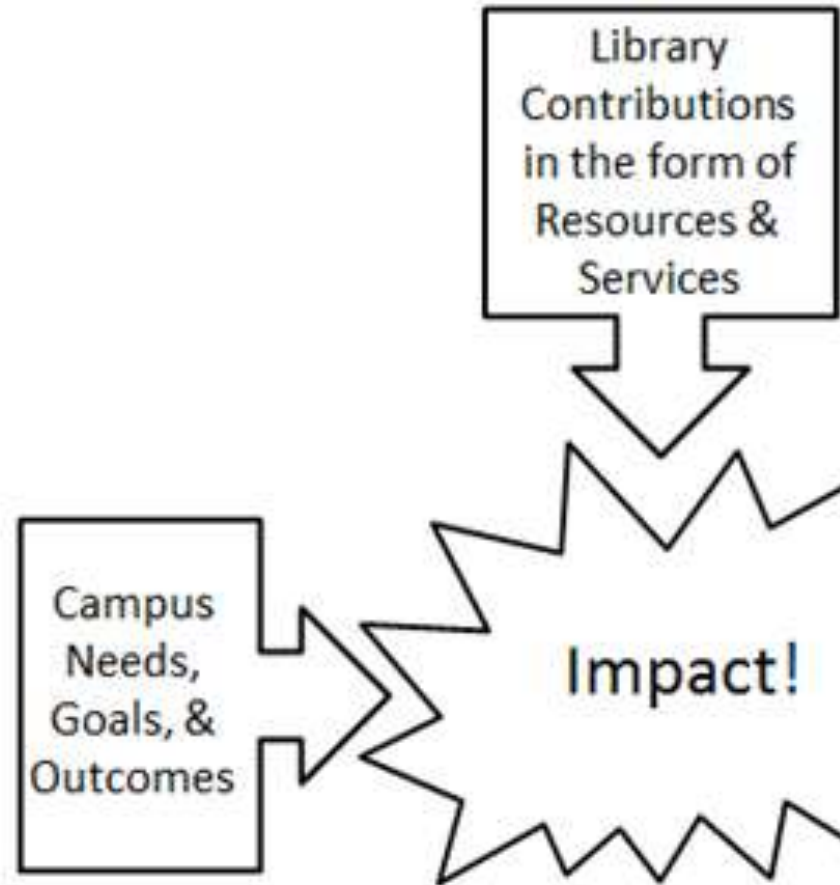 Library
Contributions
in the form of
Resources &
Services
Campus
Needs,
Goals, &
Outcomes
Impact!